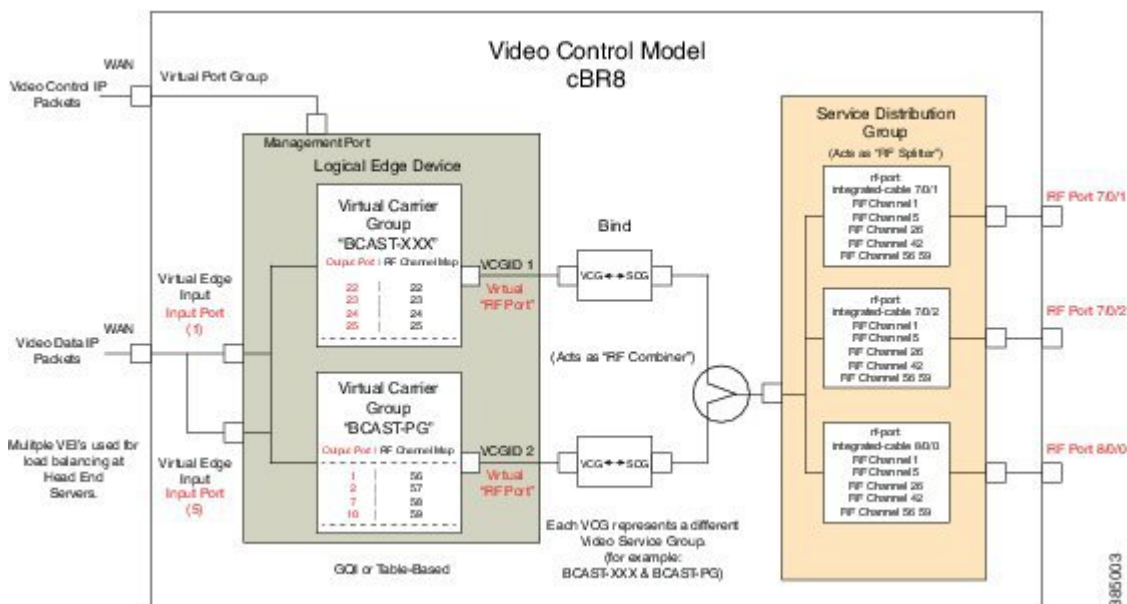 Video Control Model
cBR8
WAN
Video Control IP
Packets
Virtual Port Group
Management Port
Logical Edge Device
Virtual Carrier
Group
"BCAST-XXX"
Output Port | RF Channel Map
22 22
23 23
24 24
25 25
Virtual Edge
Input
Input Port
(1)
WAN
Video Data IP
Packets
Mulitple VEI's used for
load balancing at
Head End
Servers.
Virtual Edge
Input
Input Port
(5)
Virtual Carrier
Group
"BCAST-PG"
Output Port | RF Channel Map
1 56
2 57
7 58
10 59
GQI or Table-Based
VCGID 1
Virtual
"RF Port"
VCGID 2
Virtual
"RF Port"
Bind
VCG SDG
(Acts as "RF Combiner")
VCG SDG
Each VCG represents a different
Video Service Group.
(for example:
BCAST-XXX & BCAST-PG)
Service Distribution
Group
(Acts as "RF Splitter")
rf-port
integrated-cable 7/0/1
RF Channel 1
RF Channel 5
RF Channel 26
RF Channel 42
RF Channel 56 59
rf-port
integrated-cable 7/0/2
RF Channel 1
RF Channel 5
RF Channel 26
RF Channel 42
RF Channel 56 59
rf-port
integrated-cable 8/0/0
RF Channel 1
RF Channel 5
RF Channel 26
RF Channel 42
RF Channel 56 59
RF Port 7/0/1
RF Port 7/0/2
RF Port 8/0/0
385003